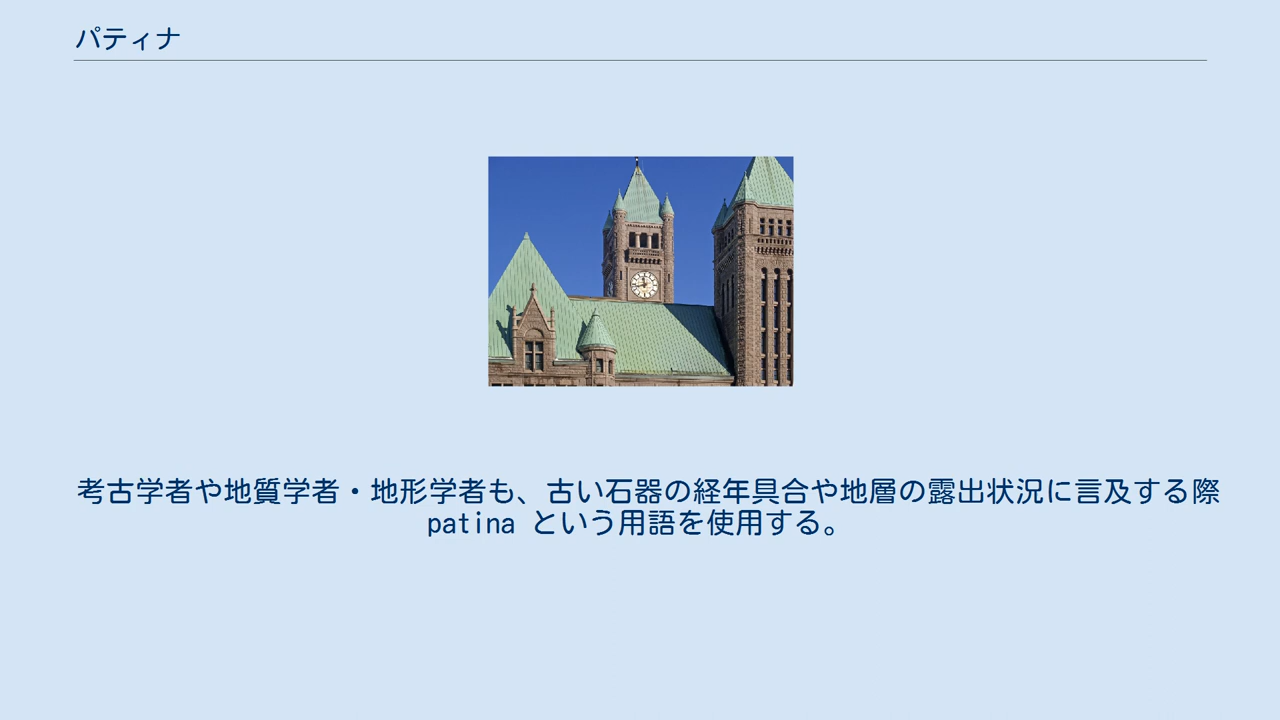 パティナ
考古学者や地質学者・地形学者も、古い石器の経年具合や地層の露出状況に言及する際
patina という用語を使用する。